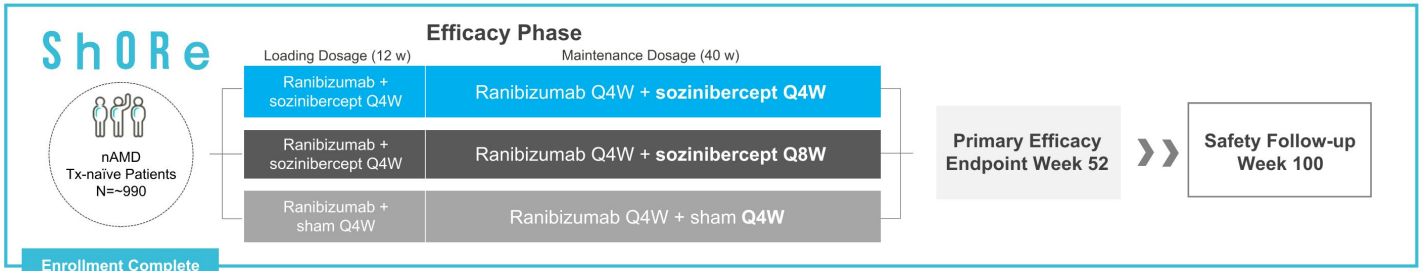 ShORe
Efficacy Phase
Loading Dosage (12 w)
Maintenance Dosage (40 w)
nAMD
Tx-naïve Patients
N=~990
Ranibizumab +
sozinibercept Q4W
Ranibizumab Q4W + sozinibercept Q4W
Ranibizumab +
sozinibercept Q4W
Ranibizumab Q4W + sozinibercept Q8W
Ranibizumab +
sham Q4W
Ranibizumab Q4W + sham Q4W
Primary Efficacy
Endpoint Week 52
Safety Follow-up
Week 100
Enrollment Complete